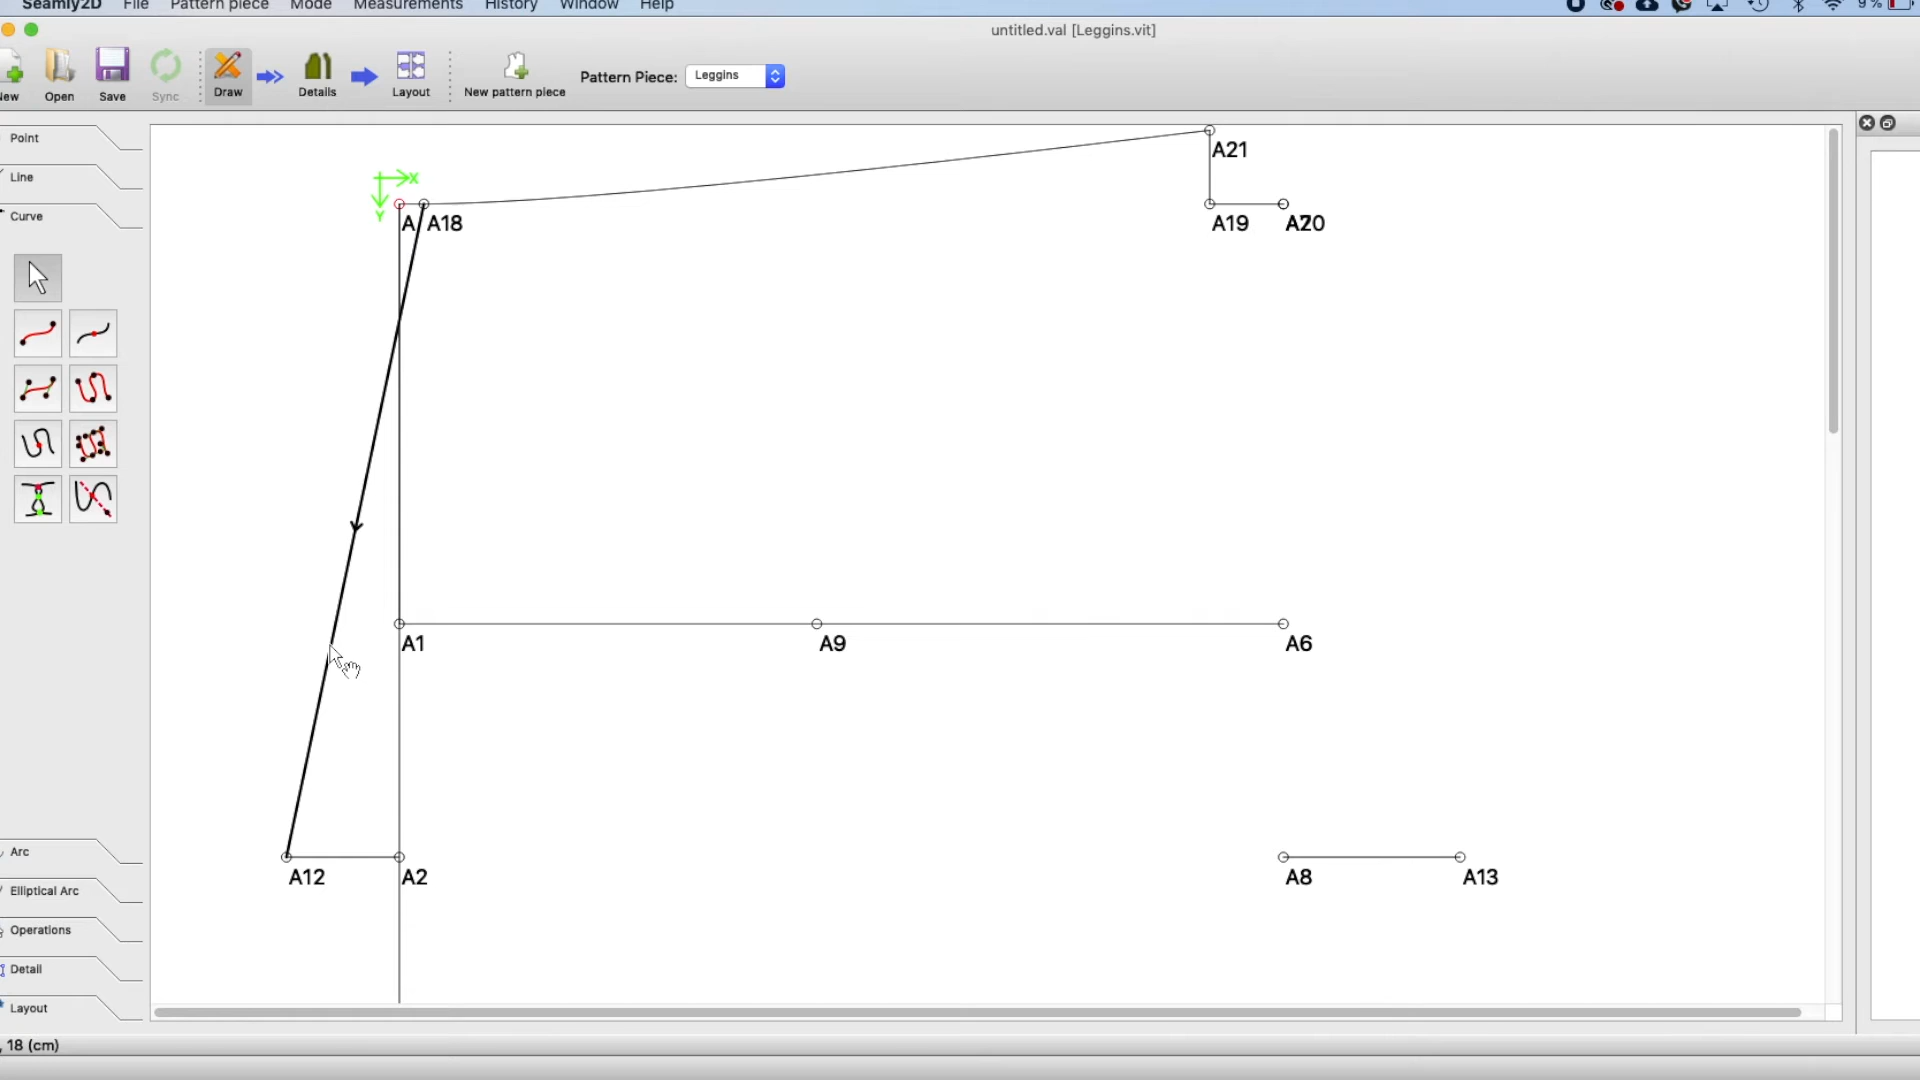 Seamly2D File Pattern piece Mode Measurements History Window Help 9 %
untitled.val [Leggins.vit]
New Open Save Sync Draw Details Layout New pattern piece Pattern Piece: Leggins
Point
Line
Curve
A21
X
Y
A A18 A19
A1 A9 A6
A12 A2 A8 A13
Arc
Elliptical Arc
Operations
Detail
Layout
, 18 (cm)